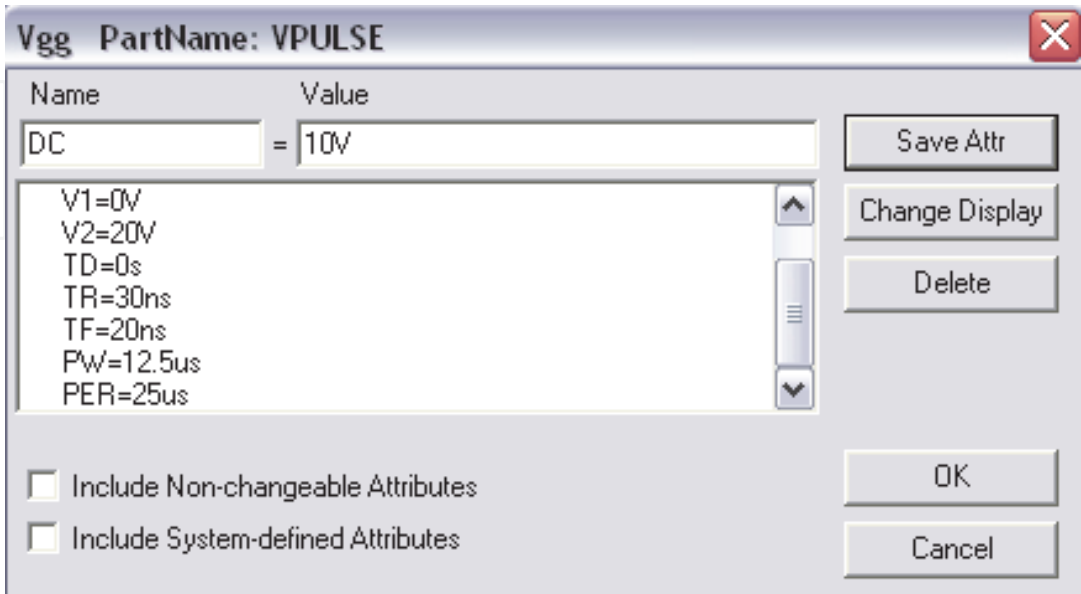 Vgg PartName: VPULSE
Name Value
DC = 10V
Save Attr
V1=0V
V2=20V
TD=0s
TR=30ns
TF=20ns
PW=12.5us
PER=25us
Change Display
Delete
Include Non-changeable Attributes
Include System-defined Attributes
OK
Cancel